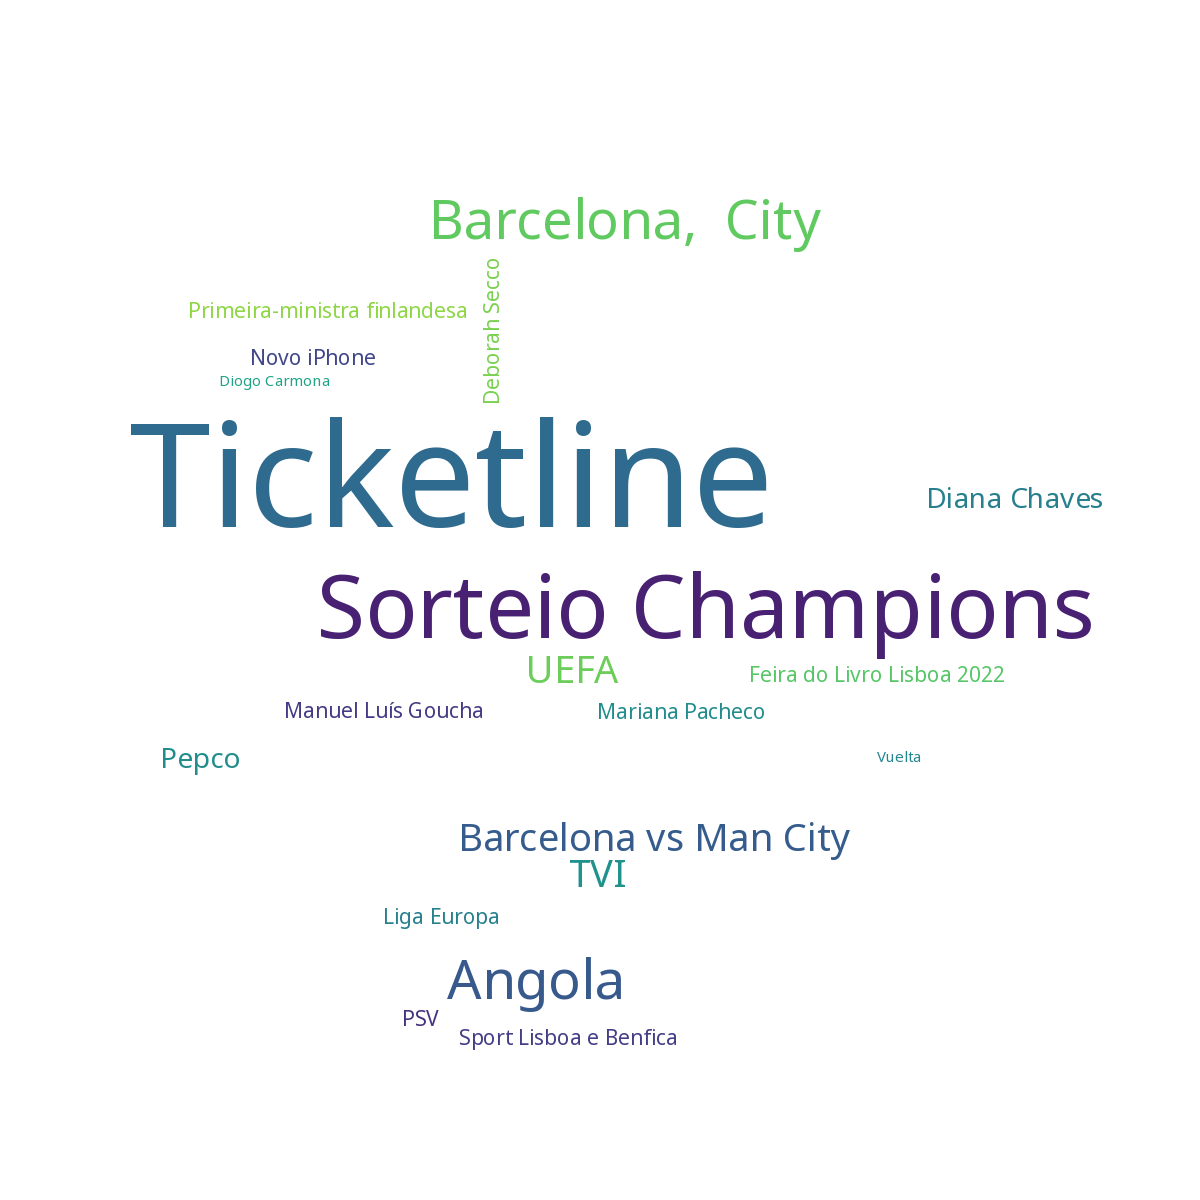 Barcelona,  City
Deborah Secco
Primeira-ministra finlandesa
Novo iPhone
Diogo Carmona
Ticketline
Diana Chaves
Sorteio Champions
UEFA
Feira do Livro Lisboa 2022
Manuel Luís Goucha
Mariana Pacheco
Pepco
Vuelta
Barcelona vs Man City
TVI
Liga Europa
Angola
PSV
Sport Lisboa e Benfica